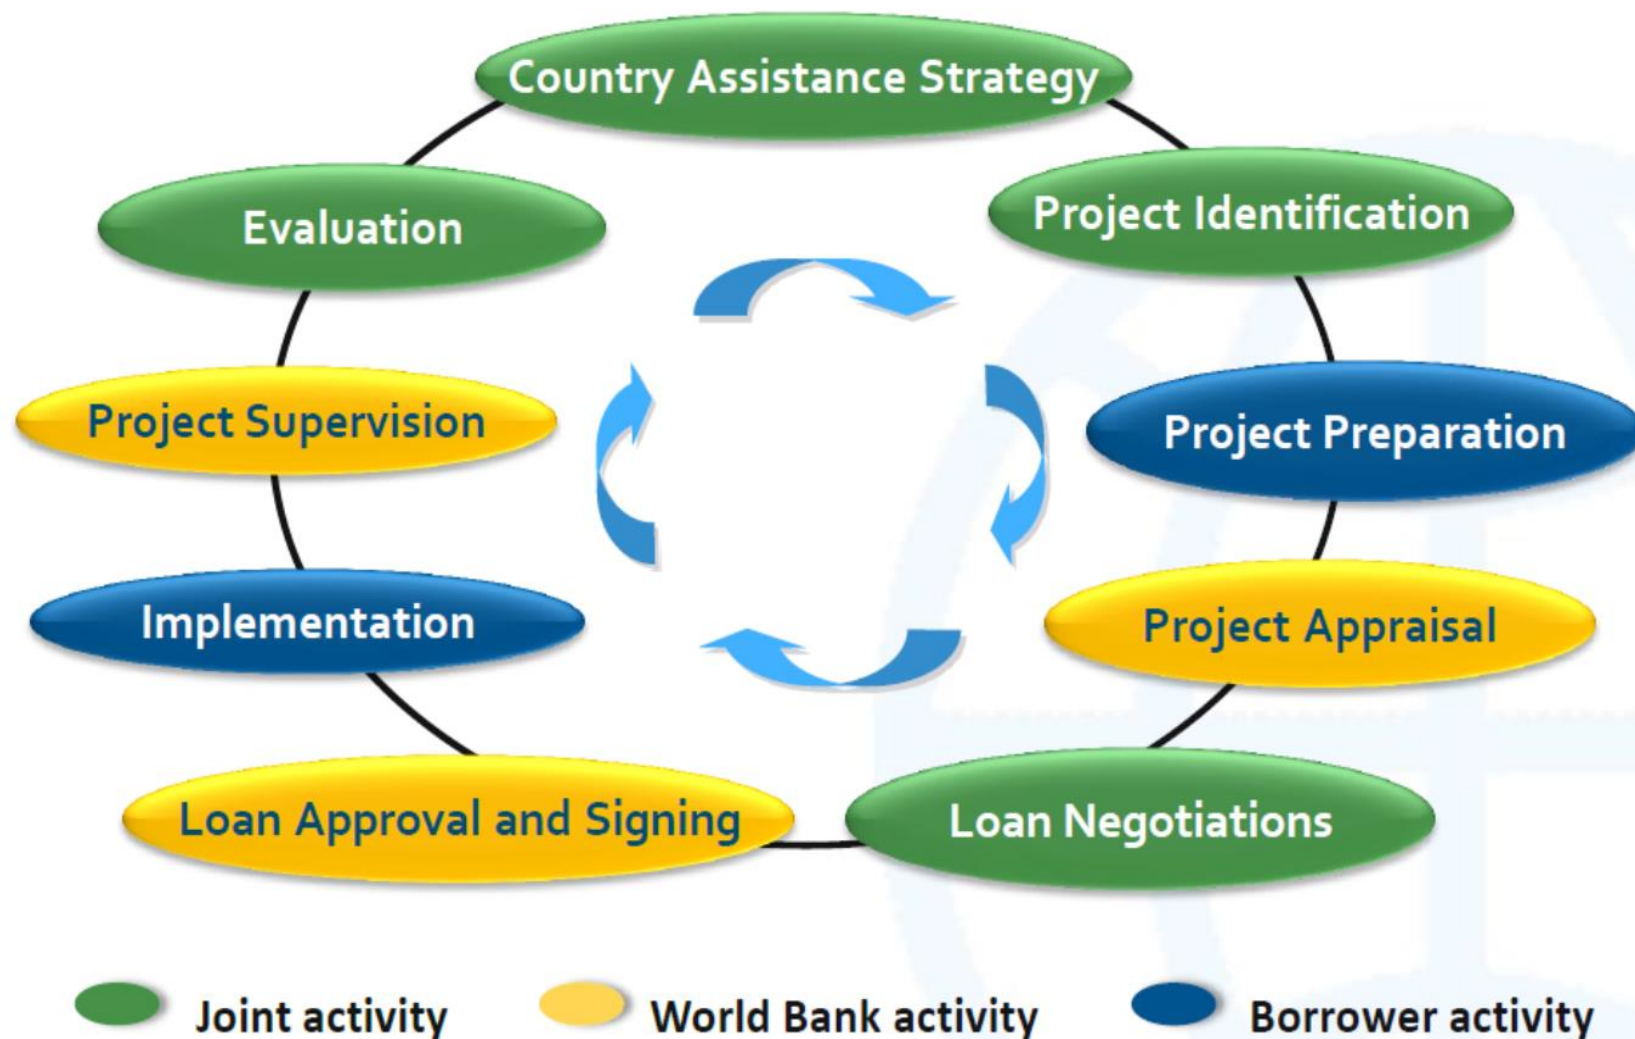 Country Assistance Strategy
Project Identification
Project Preparation
Project Appraisal
Loan Negotiations
Loan Approval and Signing
Implementation
Project Supervision
Evaluation
Joint activity
World Bank activity
Borrower activity